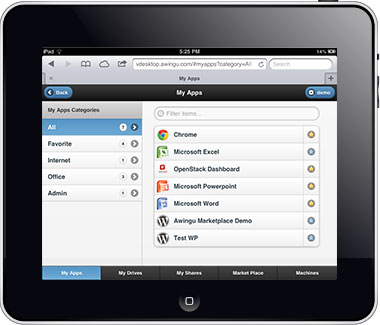 iPad 5:25 PM 14%
vdesktop.awingu.com/#myapps?category=All Search
My Apps
Back My Apps demo
My Apps Categories
All 7
Favorite 4
Internet 1
Office 3
Admin 1
Filter items...
Chrome
Microsoft Excel
OpenStack Dashboard
Microsoft Powerpoint
Microsoft Word
Awingu Marketplace Demo
Test WP
My Apps My Drives My Shares Market Place Machines